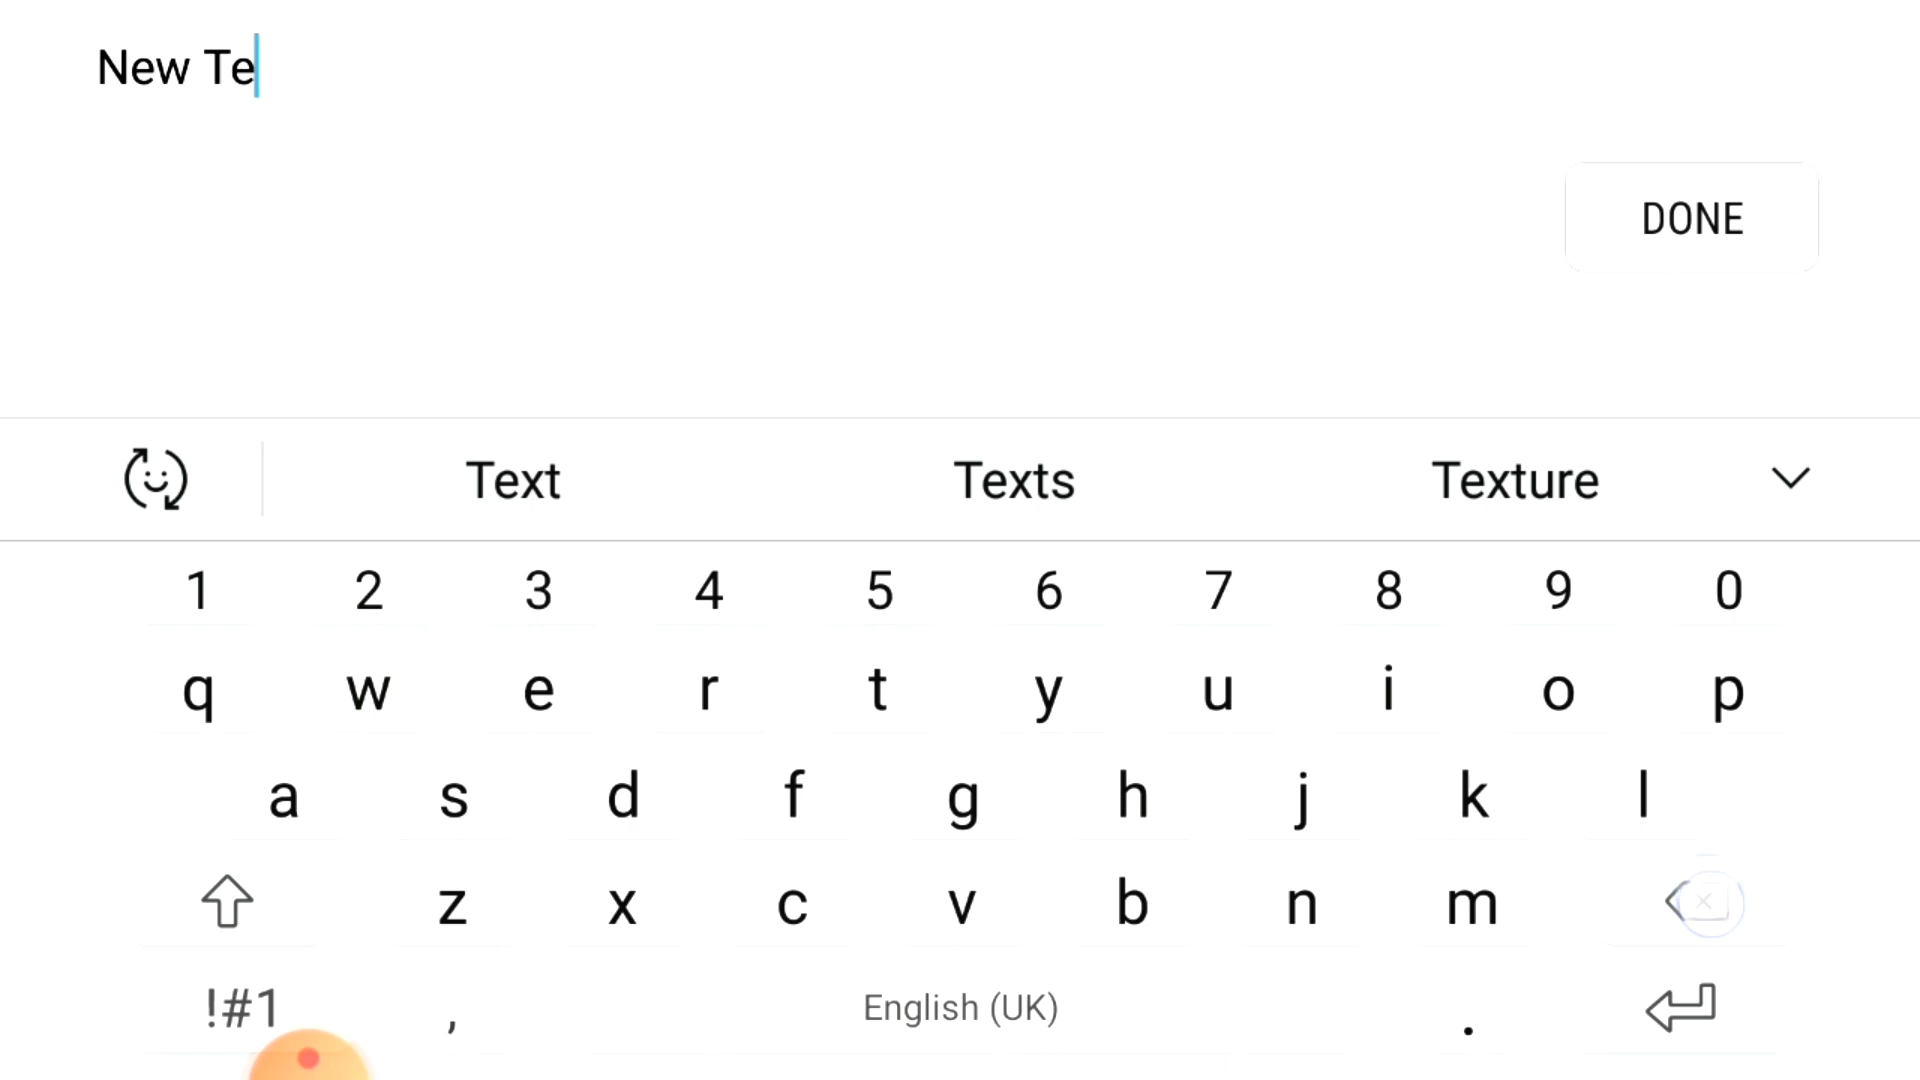 New Te
DONE
Text Texts Texture
1 2 3 4 5 6 7 8 9 0
q w e r t y u i o p
a s d f g h j k l
z x c v b n m
!#1 , English (UK) .